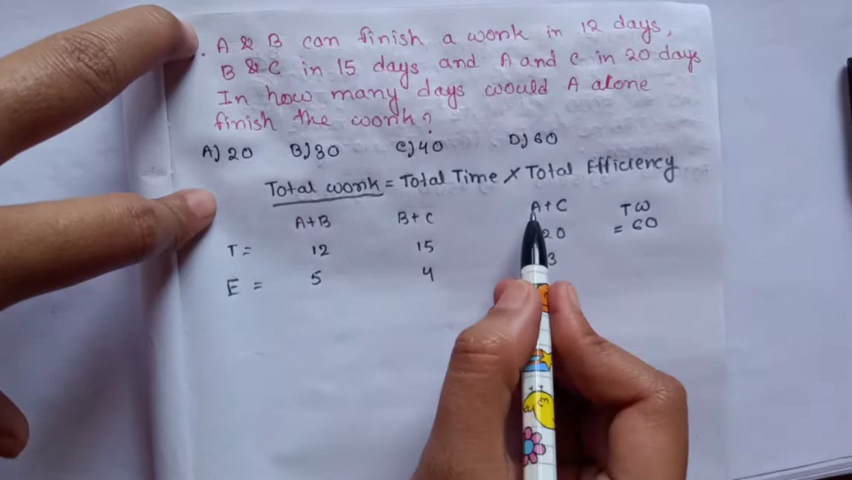 A & B can finish a work in 12 days,
B & C in 15 days and A and C in 20 days
In how many days would A alone
finish the work?
A) 20 B) 30 C) 40 D) 60
Total work = Total Time × Total Efficiency
A+B B+C A+C TW
T = 12 15 20 = 60
E = 5 4 3